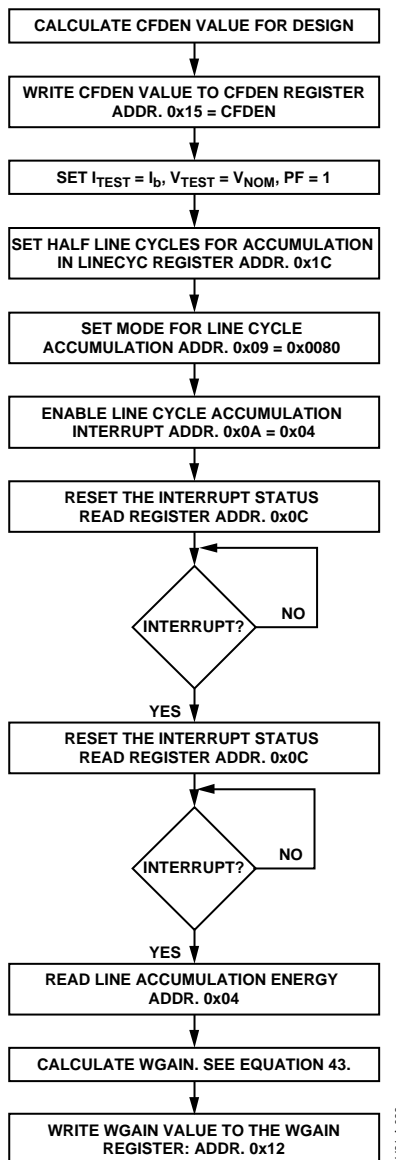 CALCULATE CFDEN VALUE FOR DESIGN
WRITE CFDEN VALUE TO CFDEN REGISTER
ADDR. 0x15 = CFDEN
SET I_TEST = I_b, V_TEST = V_NOM, PF = 1
SET HALF LINE CYCLES FOR ACCUMULATION
IN LINECYC REGISTER ADDR. 0x1C
SET MODE FOR LINE CYCLE
ACCUMULATION ADDR. 0x09 = 0x0080
ENABLE LINE CYCLE ACCUMULATION
INTERRUPT ADDR. 0x0A = 0x04
RESET THE INTERRUPT STATUS
READ REGISTER ADDR. 0x0C
INTERRUPT?
NO
YES
RESET THE INTERRUPT STATUS
READ REGISTER ADDR. 0x0C
INTERRUPT?
NO
YES
READ LINE ACCUMULATION ENERGY
ADDR. 0x04
CALCULATE WGAIN. SEE EQUATION 43.
WRITE WGAIN VALUE TO THE WGAIN
REGISTER: ADDR. 0x12